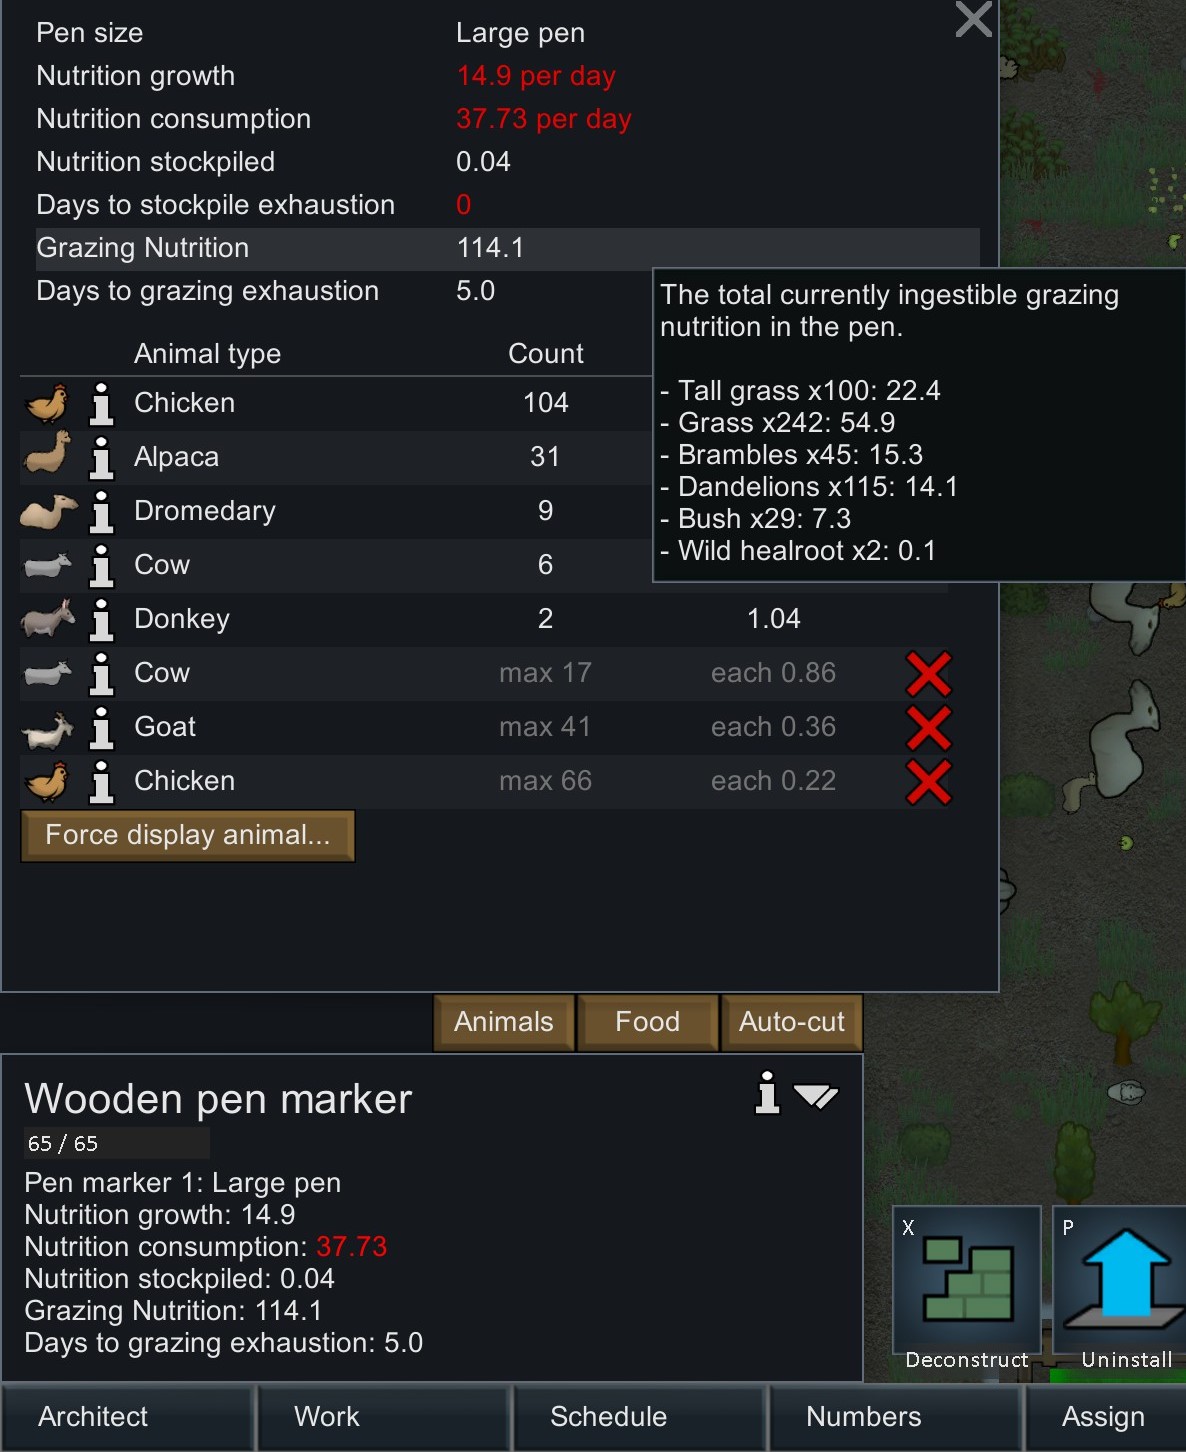 Pen size Large pen
Nutrition growth 14.9 per day
Nutrition consumption 37.73 per day
Nutrition stockpiled 0.04
Days to stockpile exhaustion 0
Grazing Nutrition 114.1
Days to grazing exhaustion 5.0
The total currently ingestible grazing
nutrition in the pen.
- Tall grass x100: 22.4
- Grass x242: 54.9
- Brambles x45: 15.3
- Dandelions x115: 14.1
- Bush x29: 7.3
- Wild healroot x2: 0.1
Animal type Count
Chicken 104
Alpaca 31
Dromedary 9
Cow 6
Donkey 2 1.04
Cow max 17 each 0.86
Goat max 41 each 0.36
Chicken max 66 each 0.22
Force display animal...
Animals Food Auto-cut
Wooden pen marker
65 / 65
Pen marker 1: Large pen
Nutrition growth: 14.9
Nutrition consumption: 37.73
Nutrition stockpiled: 0.04
Grazing Nutrition: 114.1
Days to grazing exhaustion: 5.0
X P
Deconstruct Uninstall
Architect Work Schedule Numbers Assign